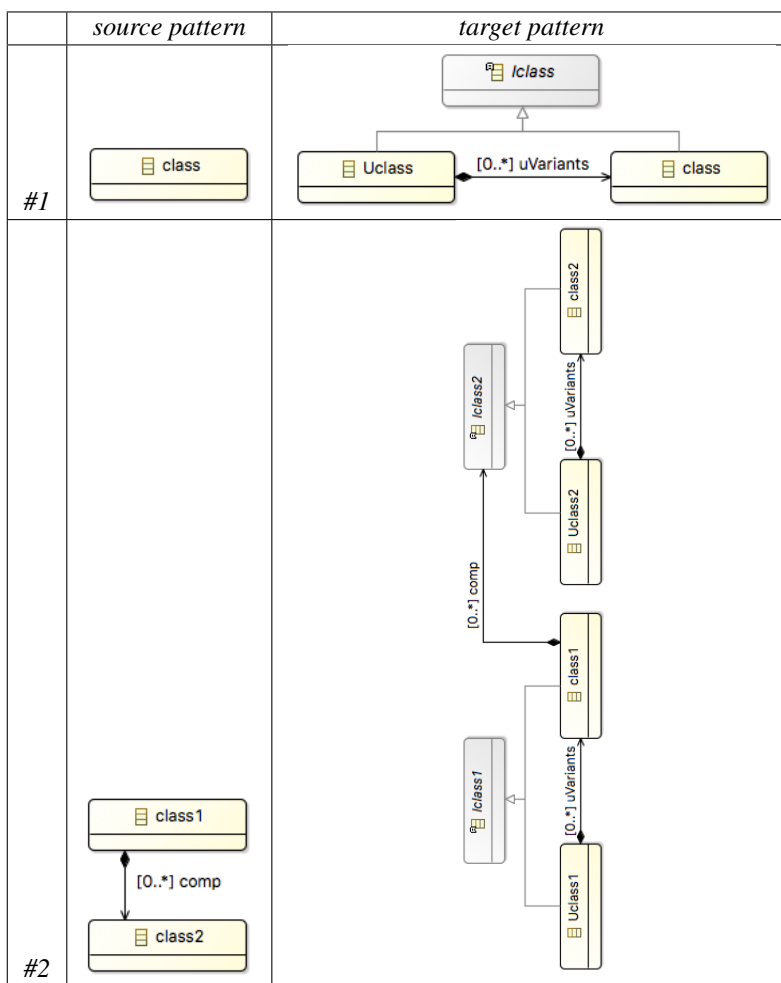 source pattern target pattern
Iclass
class
Uclass
[0..*] uVariants
class
#1
class2
[0..*] uVariants
Iclass2
Uclass2
[0..*] comp
class1
[0..*] uVariants
Iclass1
Uclass1
class1
[0..*] comp
class2
#2